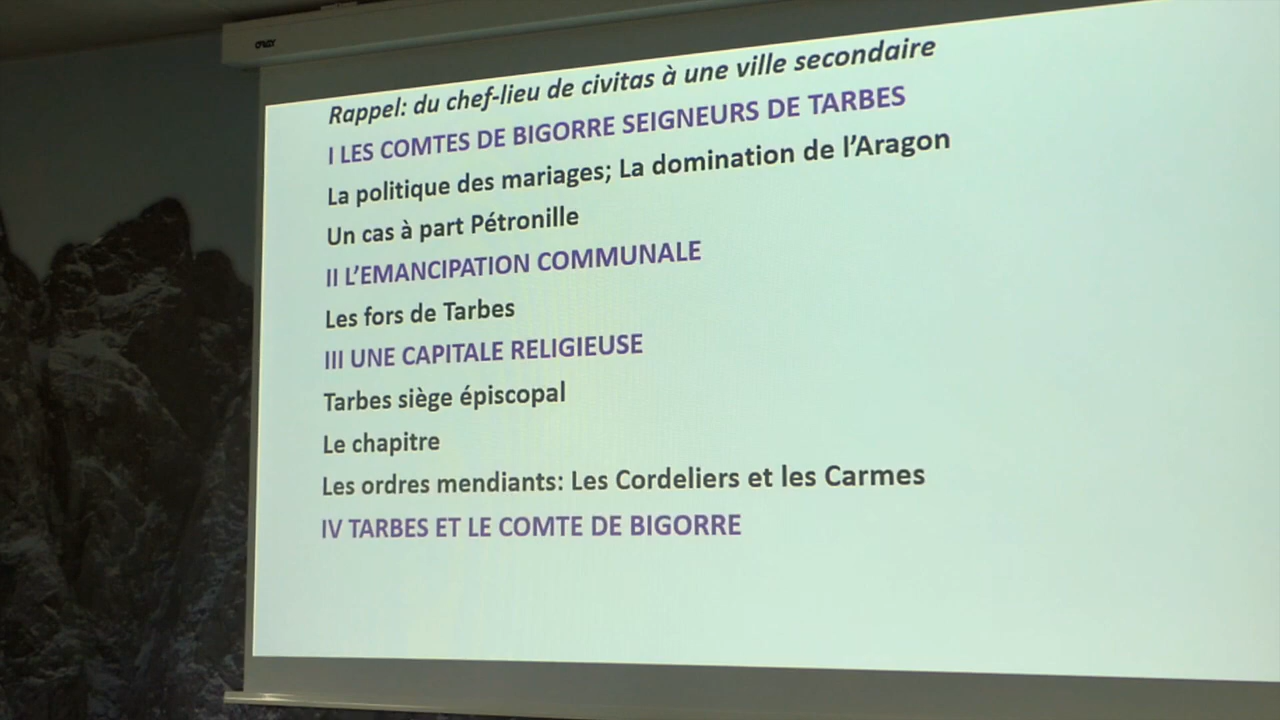 Rappel: du chef-lieu de civitas à une ville secondaire
I LES COMTES DE BIGORRE SEIGNEURS DE TARBES
La politique des mariages; La domination de l'Aragon
Un cas à part Pétronille
II L'EMANCIPATION COMMUNALE
Les fors de Tarbes
III UNE CAPITALE RELIGIEUSE
Tarbes siège épiscopal
Le chapitre
Les ordres mendiants: Les Cordeliers et les Carmes
IV TARBES ET LE COMTE DE BIGORRE